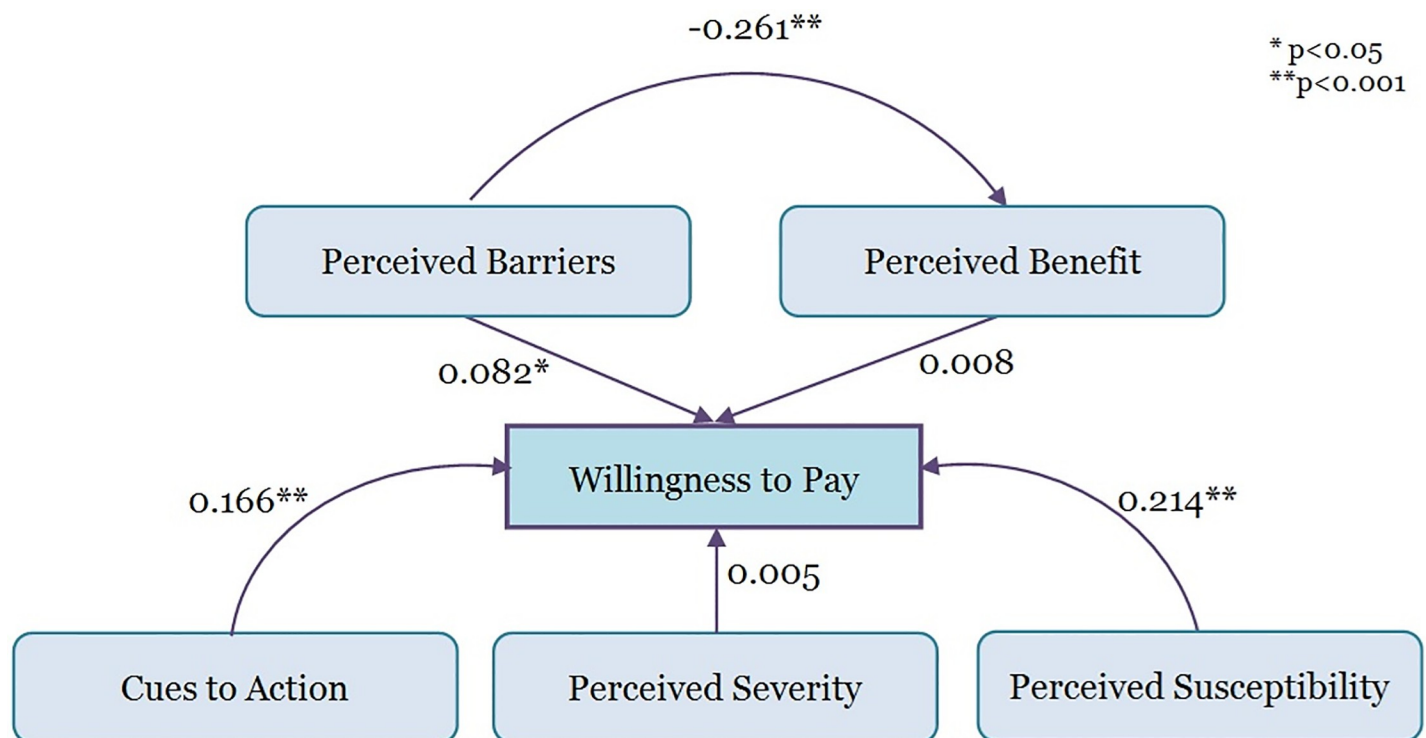 -0.261**
* p<0.05
**p<0.001
Perceived Barriers
Perceived Benefit
0.082*
0.008
Willingness to Pay
0.166**
0.214**
0.005
Cues to Action
Perceived Severity
Perceived Susceptibility